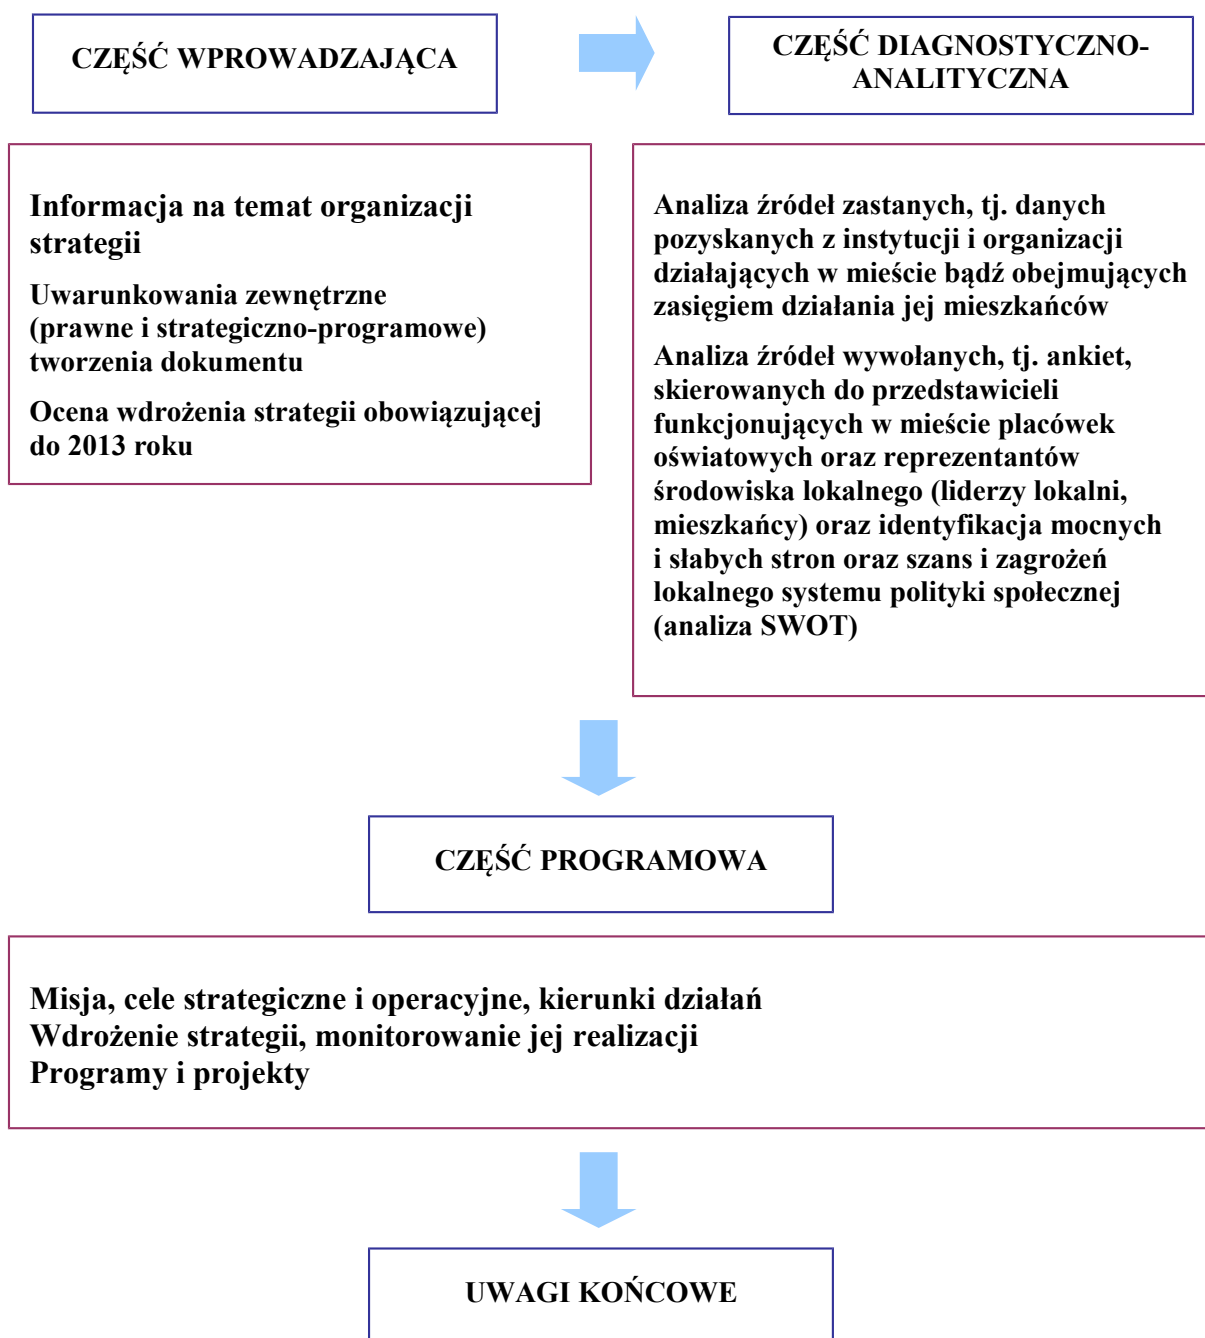 CZĘŚĆ WPROWADZAJĄCA
CZĘŚĆ DIAGNOSTYCZNO-
ANALITYCZNA
Informacja na temat organizacji
strategii
Uwarunkowania zewnętrzne
(prawne i strategiczno-programowe)
tworzenia dokumentu
Ocena wdrożenia strategii obowiązującej
do 2013 roku
Analiza źródeł zastanych, tj. danych
pozyskanych z instytucji i organizacji
działających w mieście bądź obejmujących
zasięgiem działania jej mieszkańców
Analiza źródeł wywołanych, tj. ankiet,
skierowanych do przedstawicieli
funkcjonujących w mieście placówek
oświatowych oraz reprezentantów
środowiska lokalnego (liderzy lokalni,
mieszkańcy) oraz identyfikacja mocnych
i słabych stron oraz szans i zagrożeń
lokalnego systemu polityki społecznej
(analiza SWOT)
CZĘŚĆ PROGRAMOWA
Misja, cele strategiczne i operacyjne, kierunki działań
Wdrożenie strategii, monitorowanie jej realizacji
Programy i projekty
UWAGI KOŃCOWE